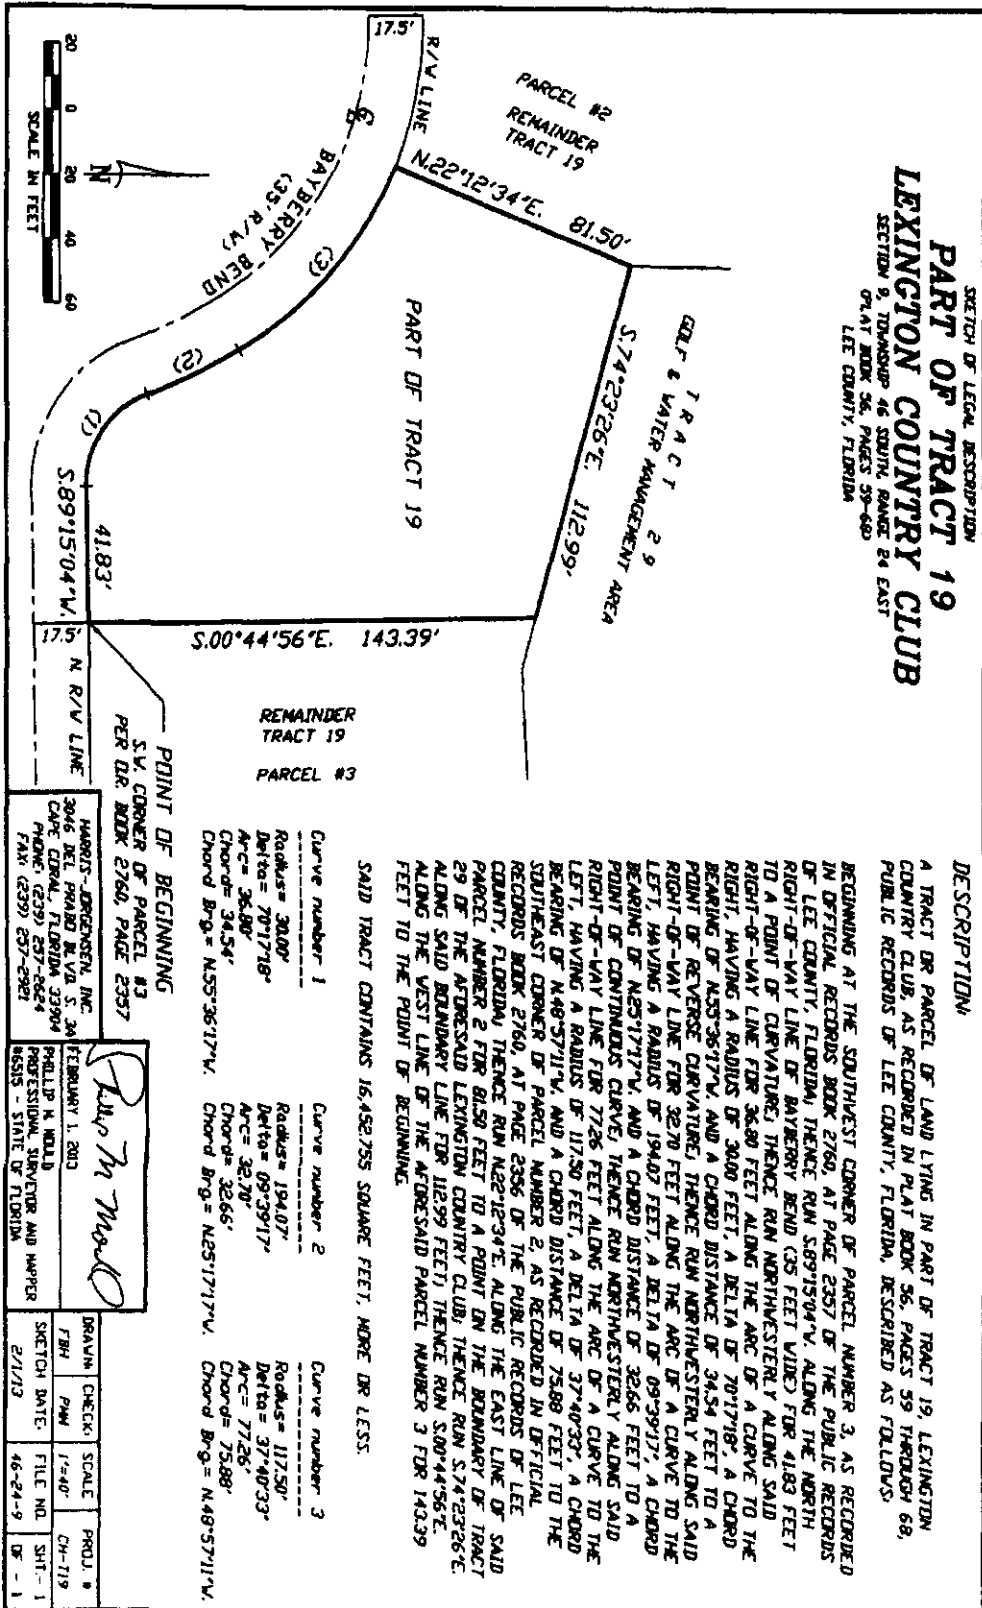 SKETCH OF LEGAL DESCRIPTION
PART OF TRACT 19
LEXINGTON COUNTRY CLUB
SECTION 9, TOWNSHIP 46 SOUTH, RANGE 24 EAST
(PLAT BOOK 56, PAGES 59-68)
LEE COUNTY, FLORIDA
PARCEL #2
REMAINDER
TRACT 19
17.5'
R/W LINE
N.22°12'34"E. 81.50'
TRACT 29
GOLF & WATER MANAGEMENT AREA
S.74°23'26"E. 112.99'
PART OF TRACT 19
BAYBERRY BEND
(35' R/W)
(3)
(2)
(1)
41.83'
S.89°15'04"W.
17.5'
S.00°44'56"E. 143.39'
N. R/W LINE
REMAINDER
TRACT 19
PARCEL #3
POINT OF BEGINNING
S.W. CORNER OF PARCEL #3
PER O.R. BOOK 2760, PAGE 2357
20 0 20 40 60
SCALE IN FEET
N
DESCRIPTION:
A TRACT OR PARCEL OF LAND LYING IN PART OF TRACT 19, LEXINGTON
COUNTRY CLUB, AS RECORDED IN PLAT BOOK 56, PAGES 59 THROUGH 68,
PUBLIC RECORDS OF LEE COUNTY, FLORIDA, DESCRIBED AS FOLLOWS:
BEGINNING AT THE SOUTHWEST CORNER OF PARCEL NUMBER 3, AS RECORDED
IN OFFICIAL RECORDS BOOK 2760, AT PAGE 2357 OF THE PUBLIC RECORDS
OF LEE COUNTY, FLORIDA; THENCE RUN S.89°15'04"W. ALONG THE NORTH
RIGHT-OF-WAY LINE OF BAYBERRY BEND (35 FEET WIDE) FOR 41.83 FEET
TO A POINT OF CURVATURE; THENCE RUN NORTHWESTERLY ALONG SAID
RIGHT-OF-WAY LINE FOR 36.80 FEET ALONG THE ARC OF A CURVE TO THE
RIGHT, HAVING A RADIUS OF 30.00 FEET, A DELTA OF 70°17'18", A CHORD
BEARING OF N.55°36'17"W. AND A CHORD DISTANCE OF 34.54 FEET TO A
POINT OF REVERSE CURVATURE; THENCE RUN NORTHWESTERLY ALONG SAID
RIGHT-OF-WAY LINE FOR 32.70 FEET ALONG THE ARC OF A CURVE TO THE
LEFT, HAVING A RADIUS OF 194.07 FEET, A DELTA OF 09°39'17", A CHORD
BEARING OF N.25°17'17"W. AND A CHORD DISTANCE OF 32.66 FEET TO A
POINT OF CONTINUOUS CURVE; THENCE RUN NORTHWESTERLY ALONG SAID
RIGHT-OF-WAY LINE FOR 77.26 FEET ALONG THE ARC OF A CURVE TO THE
LEFT, HAVING A RADIUS OF 117.50 FEET, A DELTA OF 37°40'33", A CHORD
BEARING OF N.48°57'11"W. AND A CHORD DISTANCE OF 75.88 FEET TO THE
SOUTHEAST CORNER OF PARCEL NUMBER 2, AS RECORDED IN OFFICIAL
RECORDS BOOK 2760, AT PAGE 2356 OF THE PUBLIC RECORDS OF LEE
COUNTY, FLORIDA; THENCE RUN N.22°12'34"E. ALONG THE EAST LINE OF SAID
PARCEL NUMBER 2 FOR 81.50 FEET TO A POINT ON THE BOUNDARY OF TRACT
29 OF THE AFORESAID LEXINGTON COUNTRY CLUB; THENCE RUN S.74°23'26"E.
ALONG SAID BOUNDARY LINE FOR 112.99 FEET; THENCE RUN S.00°44'56"E.
ALONG THE WEST LINE OF THE AFORESAID PARCEL NUMBER 3 FOR 143.39
FEET TO THE POINT OF BEGINNING.
SAID TRACT CONTAINS 16,452.755 SQUARE FEET, MORE OR LESS.
Curve number 1
Radius= 30.00'
Delta= 70°17'18"
Arc= 36.80'
Chord= 34.54'
Chord Brg.= N.55°36'17"W.
Curve number 2
Radius= 194.07'
Delta= 09°39'17"
Arc= 32.70'
Chord= 32.66'
Chord Brg.= N.25°17'17"W.
Curve number 3
Radius= 117.50'
Delta= 37°40'33"
Arc= 77.26'
Chord= 75.88'
Chord Brg.= N.48°57'11"W.
HARRIS-JORGENSEN, INC.
3046 DEL PRADO BLVD. S.
CAPE CORAL, FLORIDA 33904
PHONE: (239) 257-2624
FAX: (239) 257-2921
Phillip M Mould
FEBRUARY 1, 2013
PHILLIP M. MOULD
PROFESSIONAL SURVEYOR AND MAPPER
#6515 - STATE OF FLORIDA
DRAWN: CHECK: SCALE PROJ. #
FBH PMM 1"=40' CH-T19
SKETCH DATE: FILE NO. SHT.- 1
2/1/13 46-24-9 OF - 1